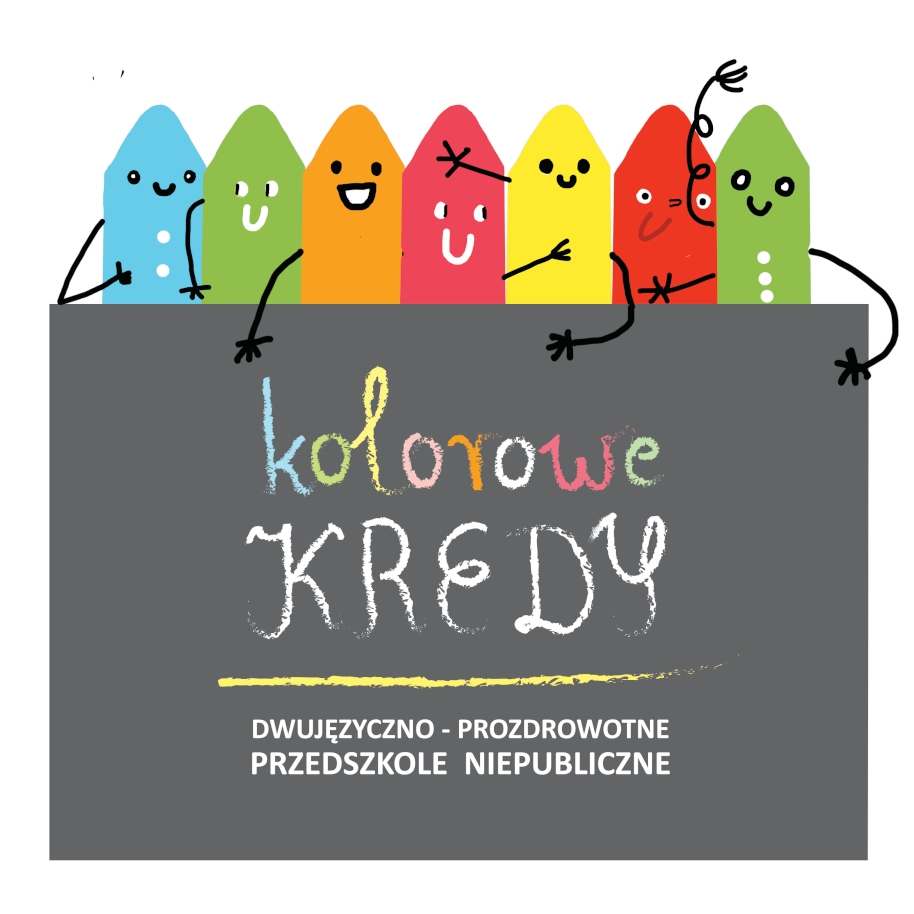 kolorowe
KREDY
DWUJĘZYCZNO - PROZDROWOTNE
PRZEDSZKOLE NIEPUBLICZNE